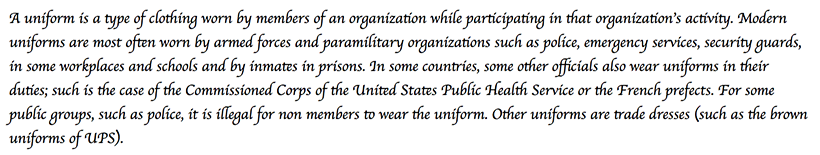 A uniform is a type of clothing worn by members of an organization while participating in that organization's activity. Modern
uniforms are most often worn by armed forces and paramilitary organizations such as police, emergency services, security guards,
in some workplaces and schools and by inmates in prisons. In some countries, some other officials also wear uniforms in their
duties; such is the case of the Commissioned Corps of the United States Public Health Service or the French prefects. For some
public groups, such as police, it is illegal for non members to wear the uniform. Other uniforms are trade dresses (such as the brown
uniforms of UPS).